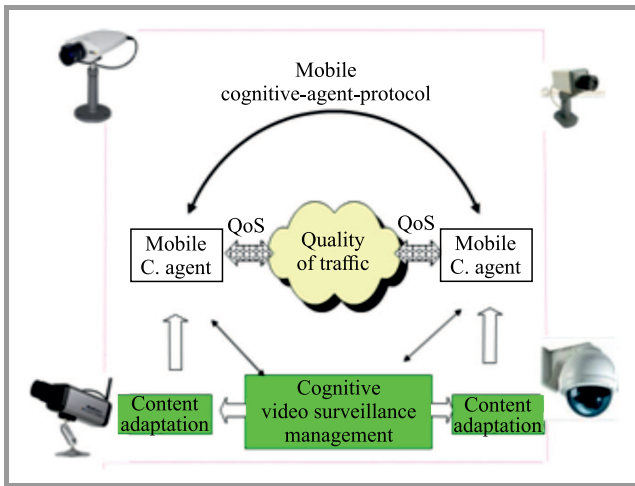 Mobile
cognitive-agent-protocol
QoS
QoS
Mobile
C. agent
Quality
of traffic
Mobile
C. agent
Content
adaptation
Cognitive
video surveillance
management
Content
adaptation